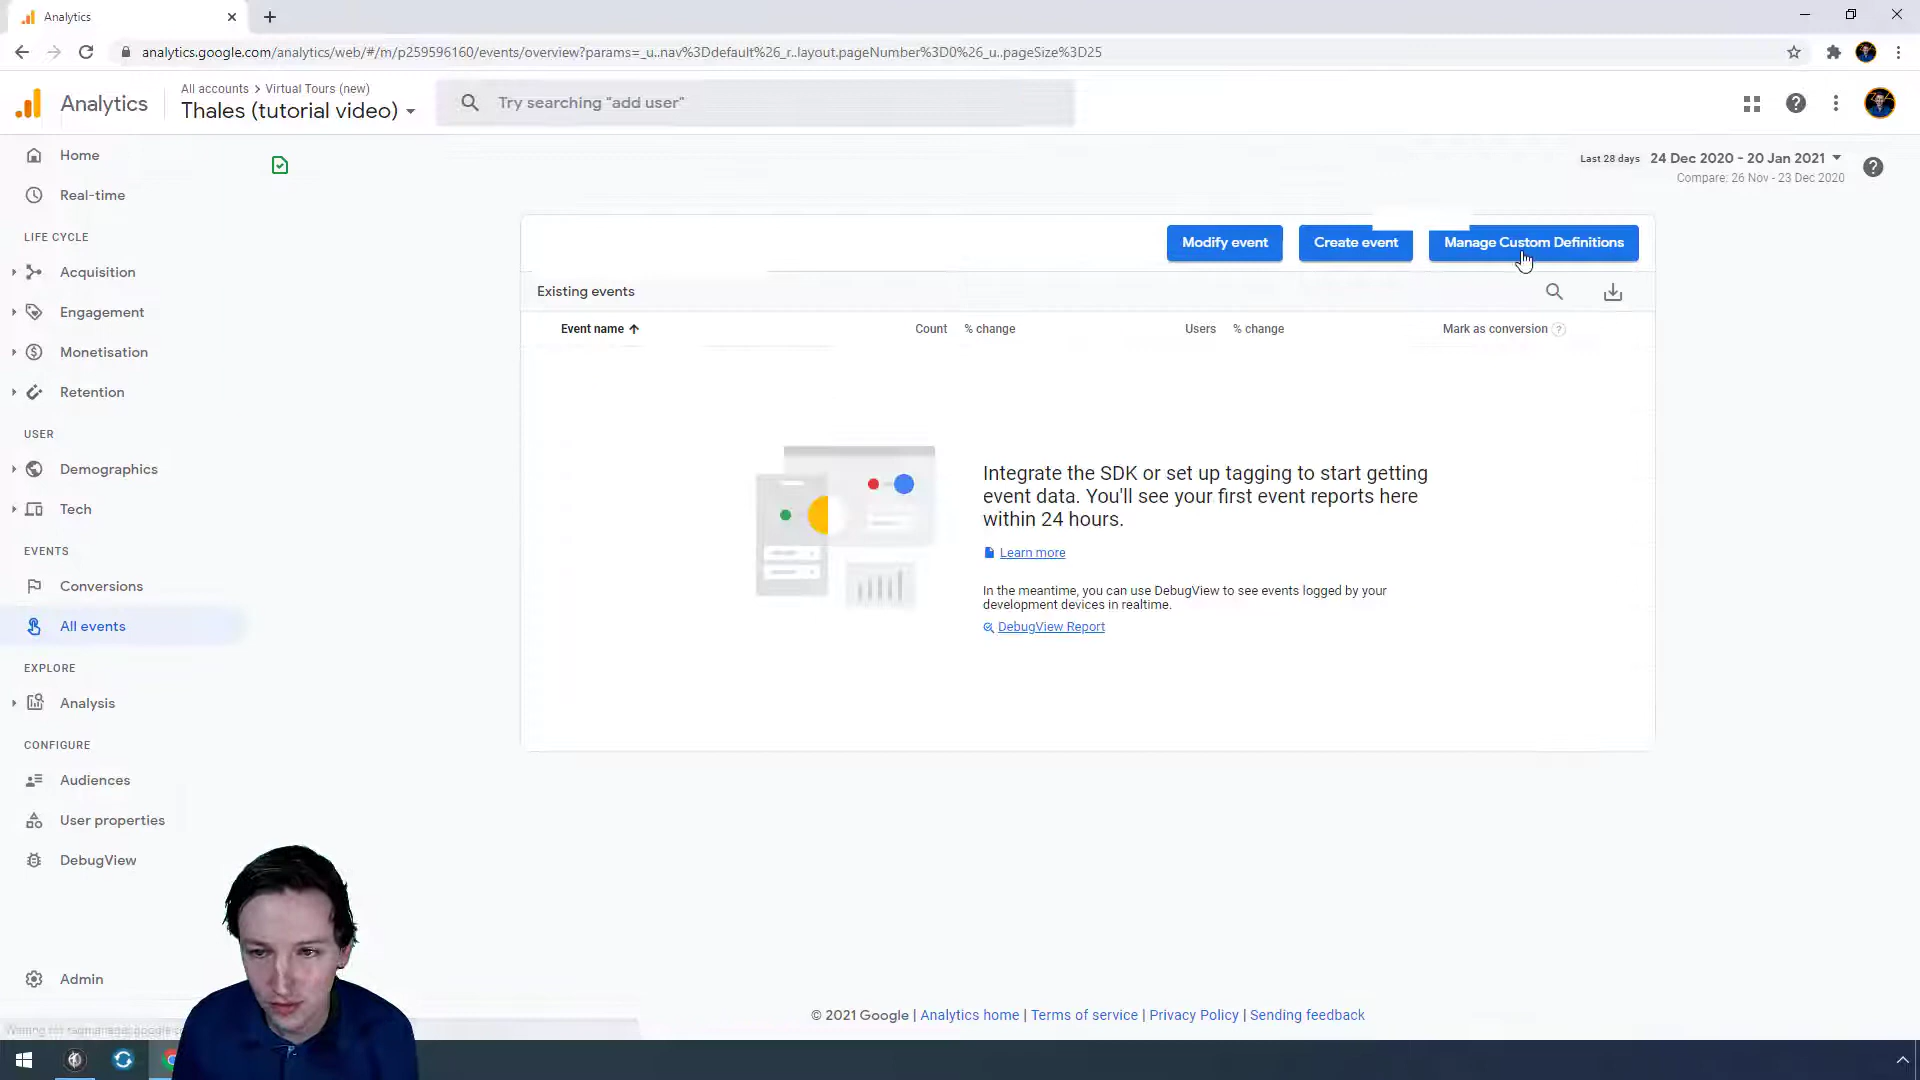 Analytics
analytics.google.com/analytics/web/#/m/p259596160/events/overview?params=_u..nav%3Ddefault%26_r..layout.pageNumber%3D0%26_u..pageSize%3D25
Analytics
All accounts > Virtual Tours (new)
Thales (tutorial video)
Try searching "add user"
Home
Real-time
LIFE CYCLE
Acquisition
Engagement
Monetisation
Retention
USER
Demographics
Tech
EVENTS
Conversions
All events
EXPLORE
Analysis
CONFIGURE
Audiences
User properties
DebugView
Admin
Last 28 days 24 Dec 2020 - 20 Jan 2021
Compare: 26 Nov - 23 Dec 2020
Modify event Create event Manage Custom Definitions
Existing events
Event name Count % change Users % change Mark as conversion
Integrate the SDK or set up tagging to start getting
event data. You'll see your first event reports here
within 24 hours.
Learn more
In the meantime, you can use DebugView to see events logged by your
development devices in realtime.
DebugView Report
© 2021 Google | Analytics home | Terms of service | Privacy Policy | Sending feedback